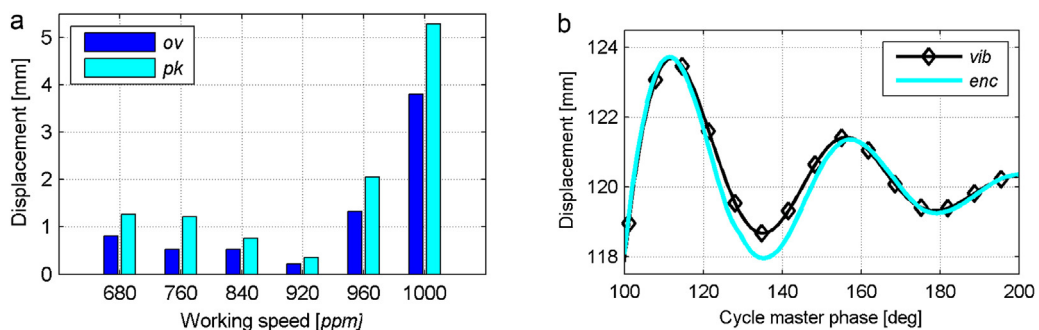 a
ov
pk
5
4
3
2
1
0
Displacement [mm]
680 760 840 920 960 1000
Working speed [ppm]
b
vib
enc
124
122
120
118
Displacement [mm]
100 120 140 160 180 200
Cycle master phase [deg]